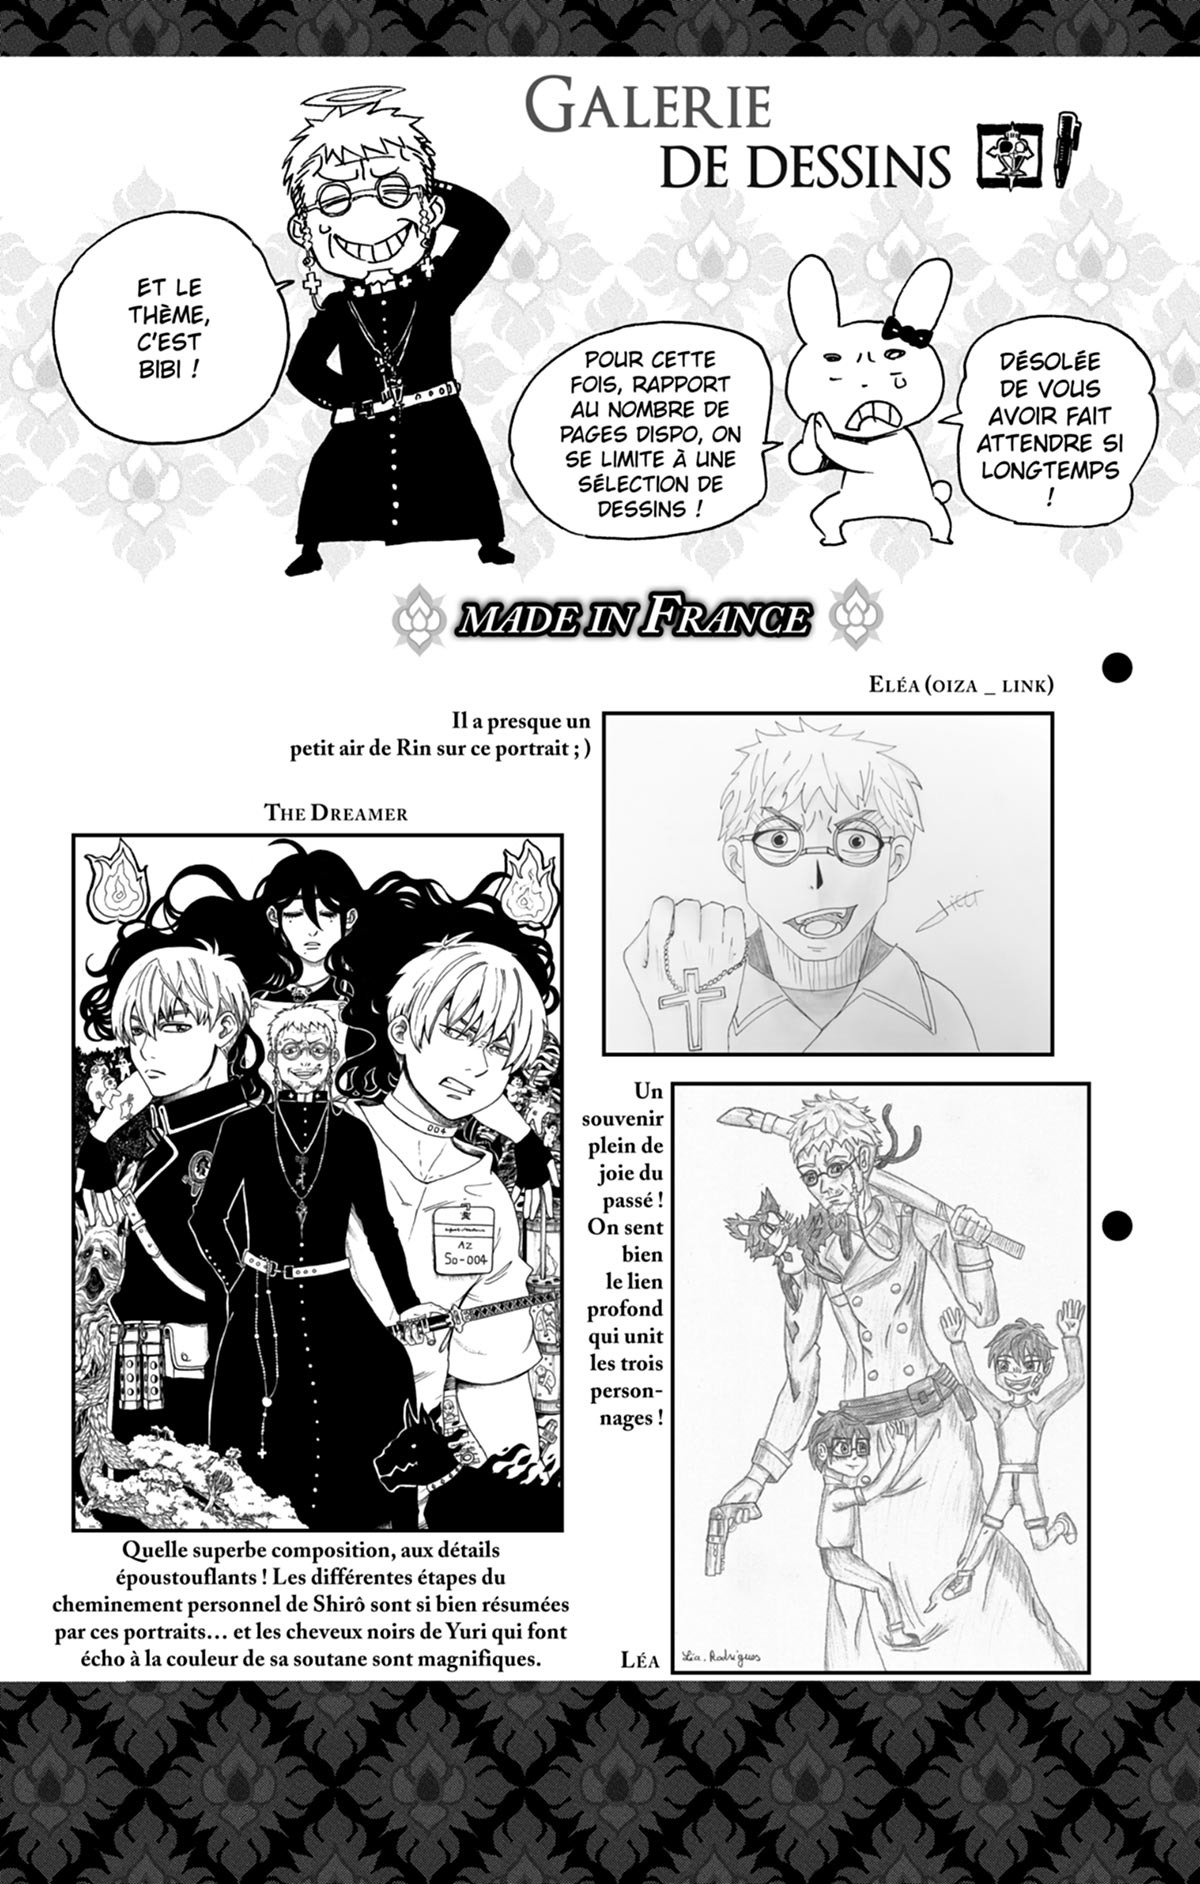 GALERIE
DE DESSINS
ET LE
THÈME,
C'EST
BIBI !
POUR CETTE
FOIS, RAPPORT
AU NOMBRE DE
PAGES DISPO, ON
SE LIMITE À UNE
SÉLECTION DE
DESSINS !
DÉSOLÉE
DE VOUS
AVOIR FAIT
ATTENDRE SI
LONGTEMPS
!
MADE IN FRANCE
ELÉA (OIZA _ LINK)
Il a presque un
petit air de Rin sur ce portrait ; )
THE DREAMER
004
AZ
So-004
Quelle superbe composition, aux détails
époustouflants ! Les différentes étapes du
cheminement personnel de Shirô sont si bien résumées
par ces portraits… et les cheveux noirs de Yuri qui font
écho à la couleur de sa soutane sont magnifiques.
Un
souvenir
plein de
joie du
passé !
On sent
bien
le lien
profond
qui unit
les trois
person-
nages !
LÉA
Léa. Rodrigues